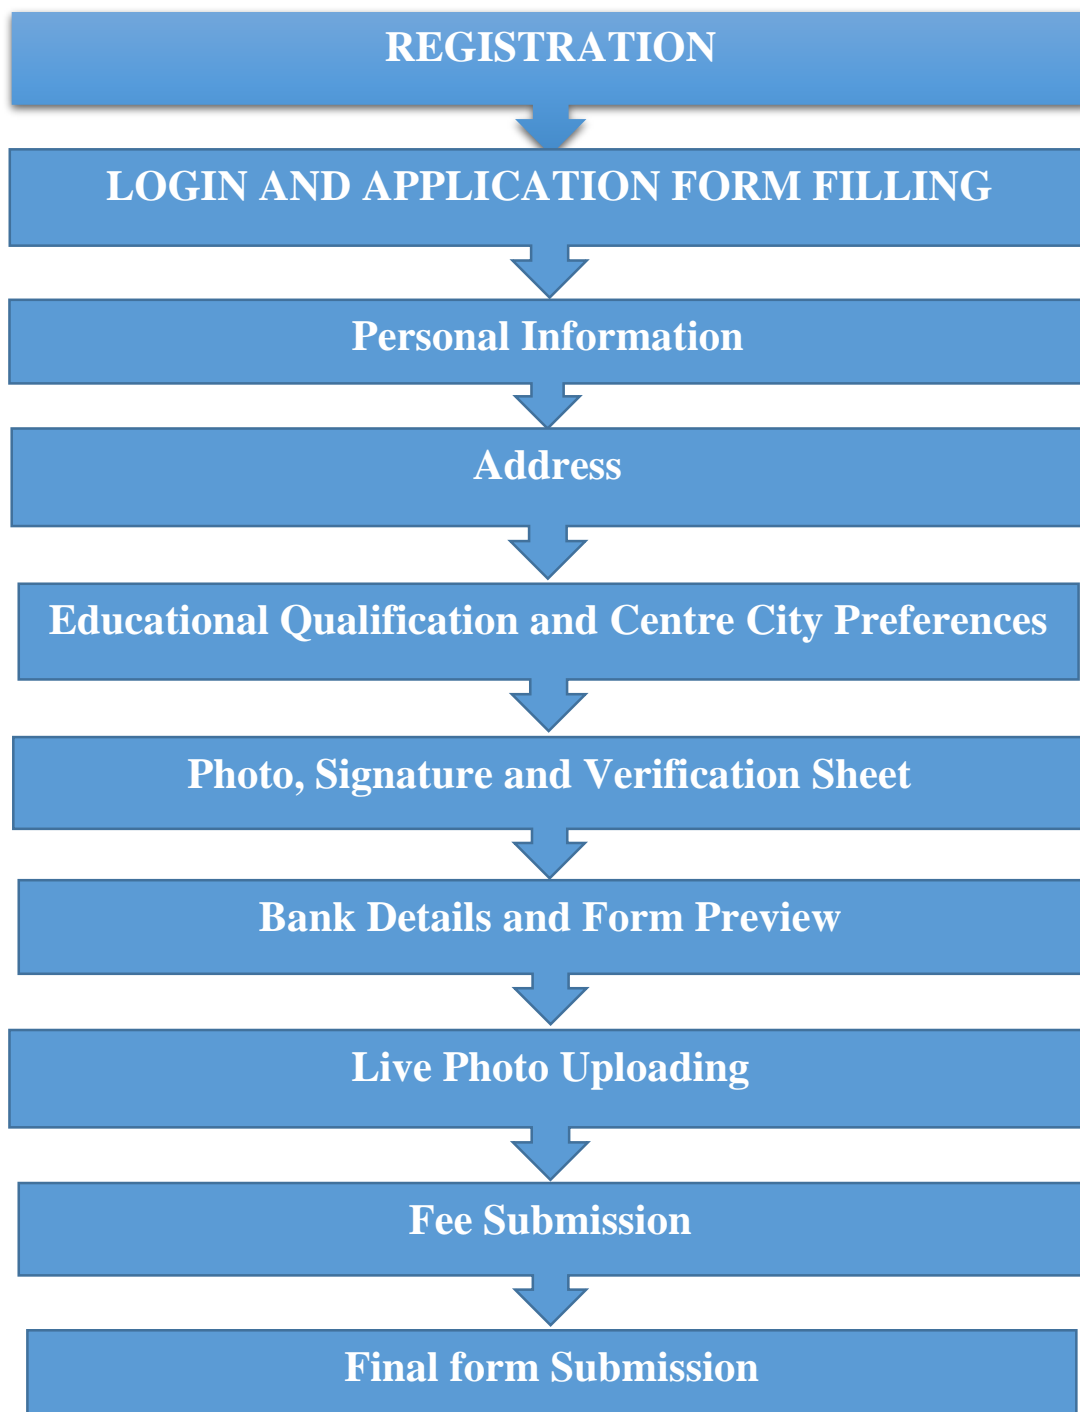 REGISTRATION
LOGIN AND APPLICATION FORM FILLING
Personal Information
Address
Educational Qualification and Centre City Preferences
Photo, Signature and Verification Sheet
Bank Details and Form Preview
Live Photo Uploading
Fee Submission
Final form Submission